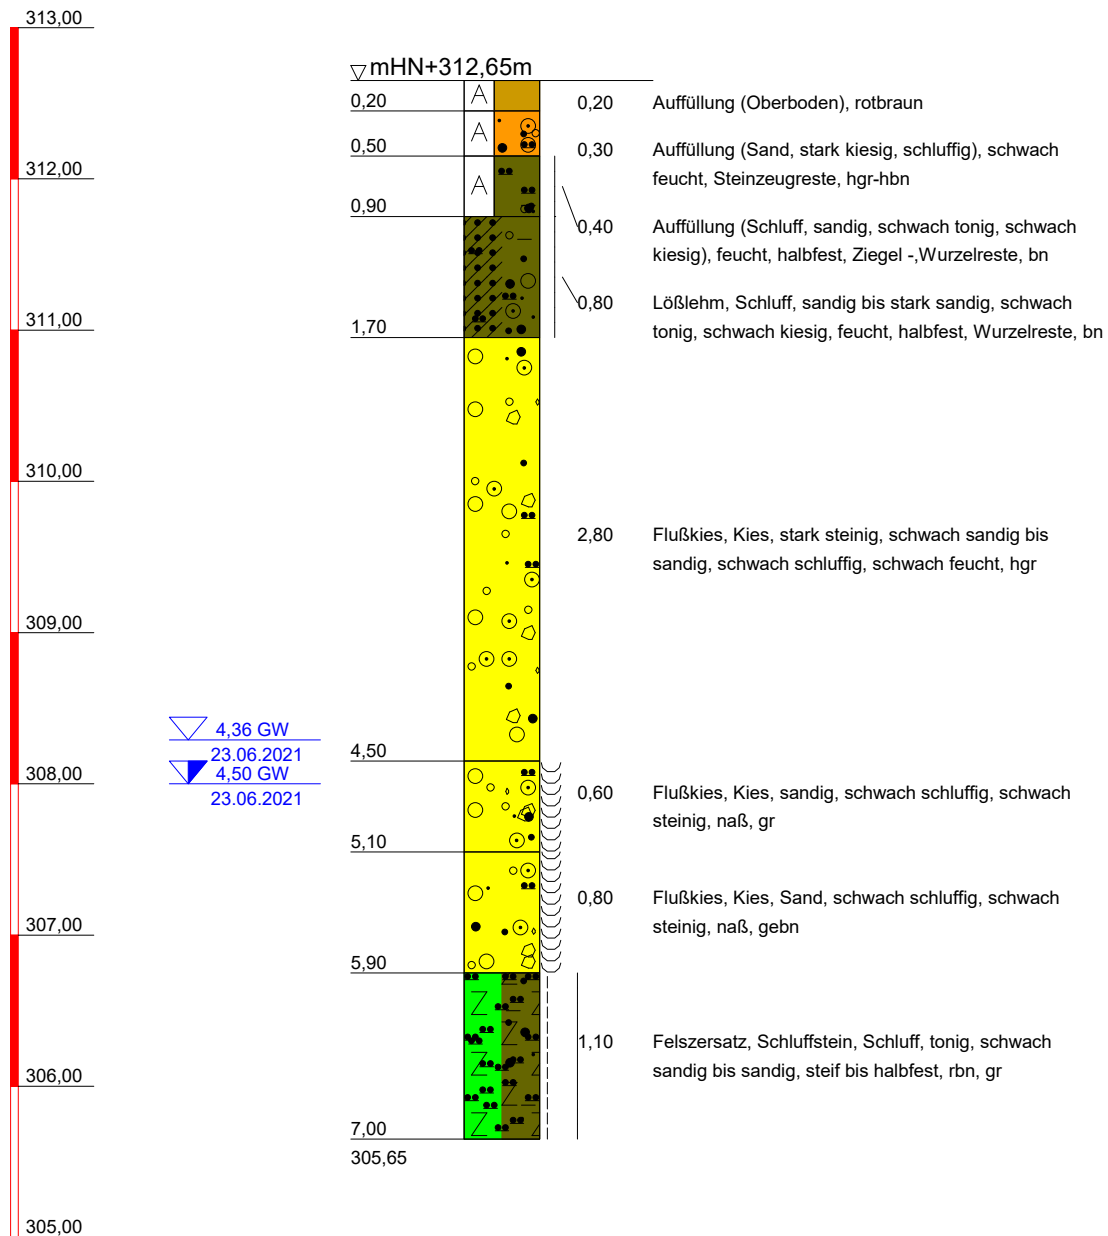 313,00
mHN+312,65m
0,20
A
0,20 Auffüllung (Oberboden), rotbraun
0,50
A
0,30 Auffüllung (Sand, stark kiesig, schluffig), schwach
feucht, Steinzeugreste, hgr-hbn
312,00
0,90
A
0,40 Auffüllung (Schluff, sandig, schwach tonig, schwach
kiesig), feucht, halbfest, Ziegel -,Wurzelreste, bn
0,80 Lößlehm, Schluff, sandig bis stark sandig, schwach
tonig, schwach kiesig, feucht, halbfest, Wurzelreste, bn
311,00
1,70
310,00
2,80 Flußkies, Kies, stark steinig, schwach sandig bis
sandig, schwach schluffig, schwach feucht, hgr
309,00
4,36 GW
23.06.2021
4,50
4,50 GW
23.06.2021
308,00
0,60 Flußkies, Kies, sandig, schwach schluffig, schwach
steinig, naß, gr
5,10
0,80 Flußkies, Kies, Sand, schwach schluffig, schwach
steinig, naß, gebn
307,00
5,90
1,10 Felszersatz, Schluffstein, Schluff, tonig, schwach
sandig bis sandig, steif bis halbfest, rbn, gr
306,00
7,00
305,65
305,00